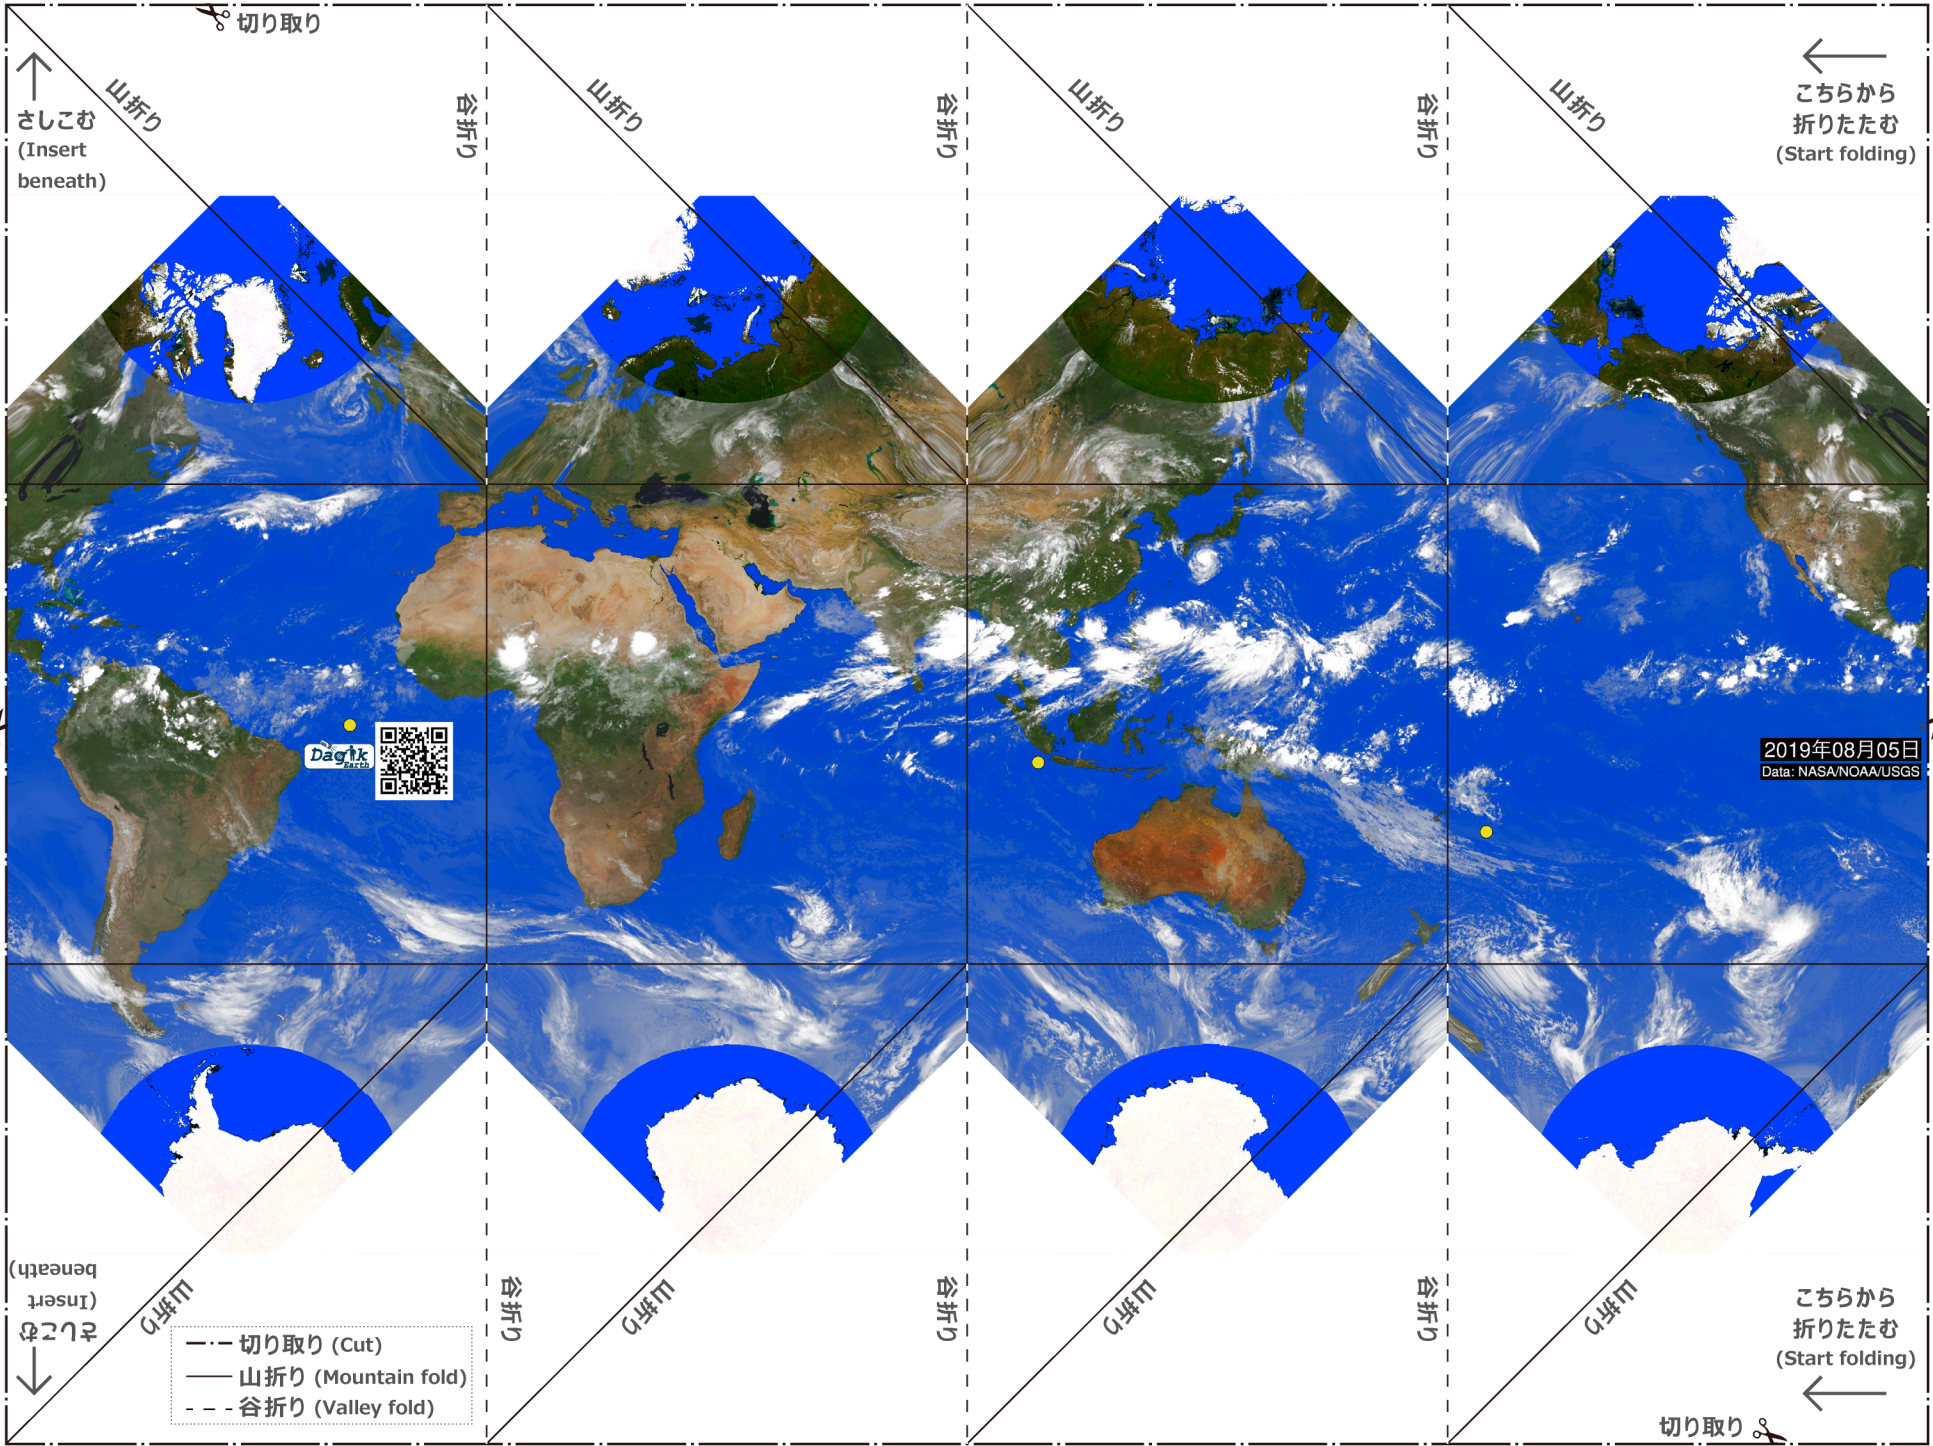 切り取り
山折り
谷折り
山折り
谷折り
山折り
谷折り
山折り
さしこむ
(Insert
beneath)
こちらから
折りたたむ
(Start folding)
Dagik
Earth
2019年08月05日
Data: NASA/NOAA/USGS
さしこむ
(Insert
beneath)
山折り
谷折り
山折り
谷折り
山折り
谷折り
山折り
こちらから
折りたたむ
(Start folding)
切り取り (Cut)
山折り (Mountain fold)
谷折り (Valley fold)
切り取り